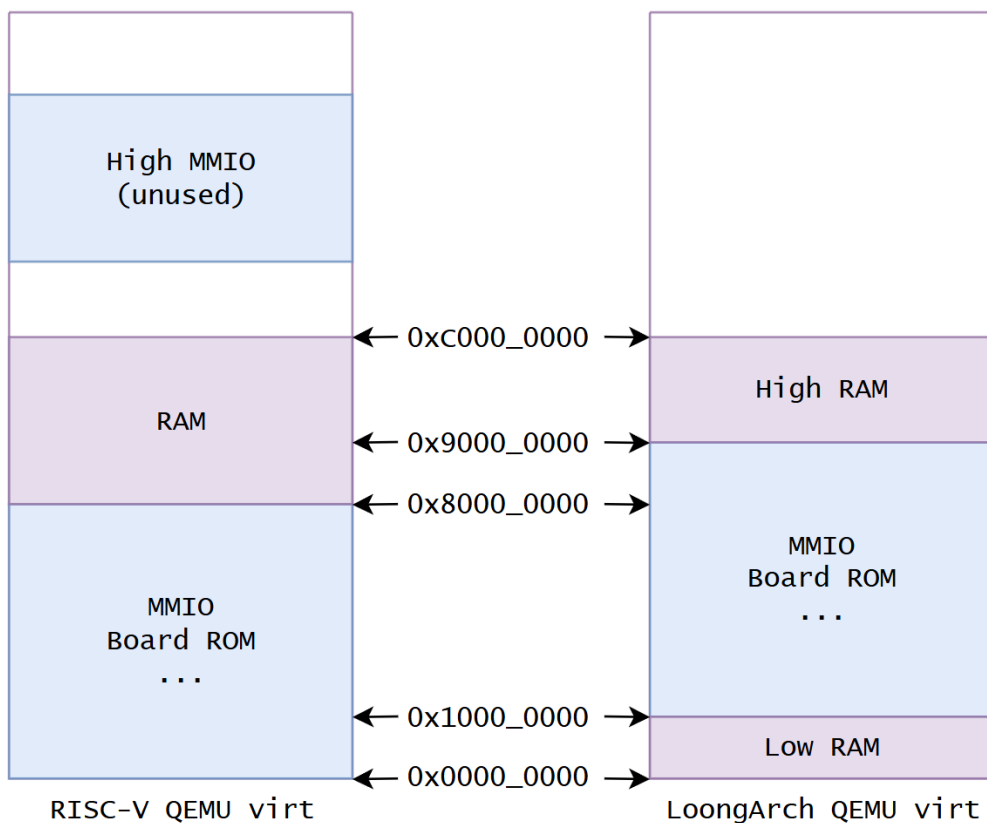 High MMIO
(unused)
0xC000_0000
High RAM
RAM
0x9000_0000
0x8000_0000
MMIO
Board ROM
...
MMIO
Board ROM
...
0x1000_0000
Low RAM
0x0000_0000
RISC-V QEMU virt
LoongArch QEMU virt